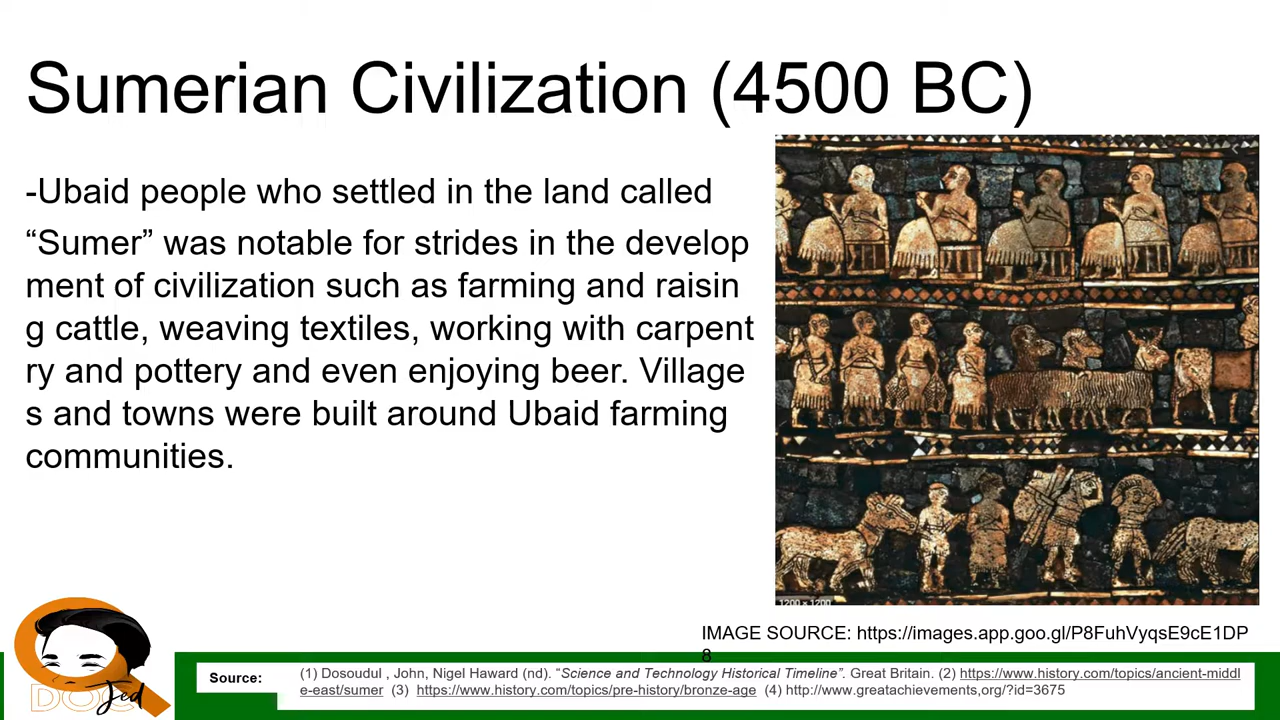 Sumerian Civilization (4500 BC)
-Ubaid people who settled in the land called
“Sumer” was notable for strides in the develop
ment of civilization such as farming and raisin
g cattle, weaving textiles, working with carpent
ry and pottery and even enjoying beer. Village
s and towns were built around Ubaid farming
communities.
1200 × 1200
IMAGE SOURCE: https://images.app.goo.gl/P8FuhVyqsE9cE1DP
8
Source:
(1) Dosoudul , John, Nigel Haward (nd). “Science and Technology Historical Timeline”. Great Britain. (2) https://www.history.com/topics/ancient-middl
e-east/sumer (3) https://www.history.com/topics/pre-history/bronze-age (4) http://www.greatachievements,org/?id=3675
DOC
Jed